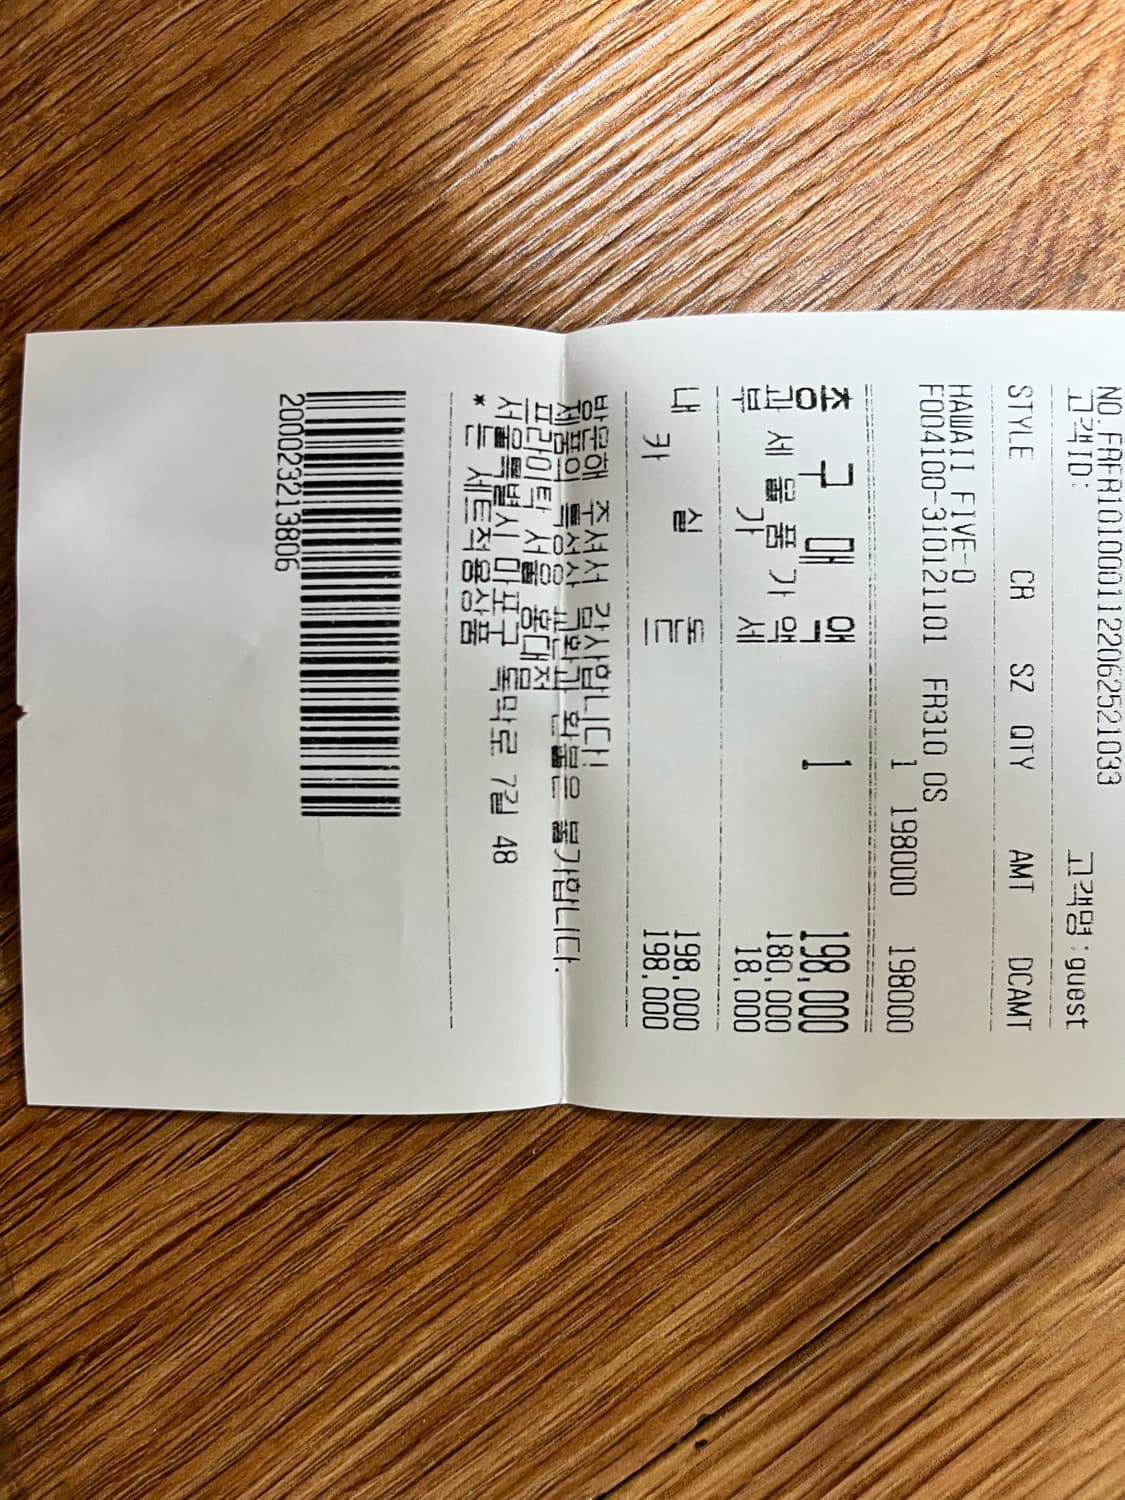 NO.FRFR10100011220625210​33
고객ID: 고객명:guest
STYLE CR SZ QTY AMT DCAMT
HAWAII FIVE-O
F004100-310121101 FR310 OS
1 198000 198000
총 구 매 액 1 198,000
과 세 물 품 가 액 180,000
부 가 세 18,000
내 실 돈 198,000
카 드 198,000
방문해 주셔서 감사합니다!
제품의 특성상 교환과 환불은 불가합니다.
프라이탁 서울 홍대점
서울특별시 마포구 독막로 7길 48
* 는 세트적용상품
2000232213806